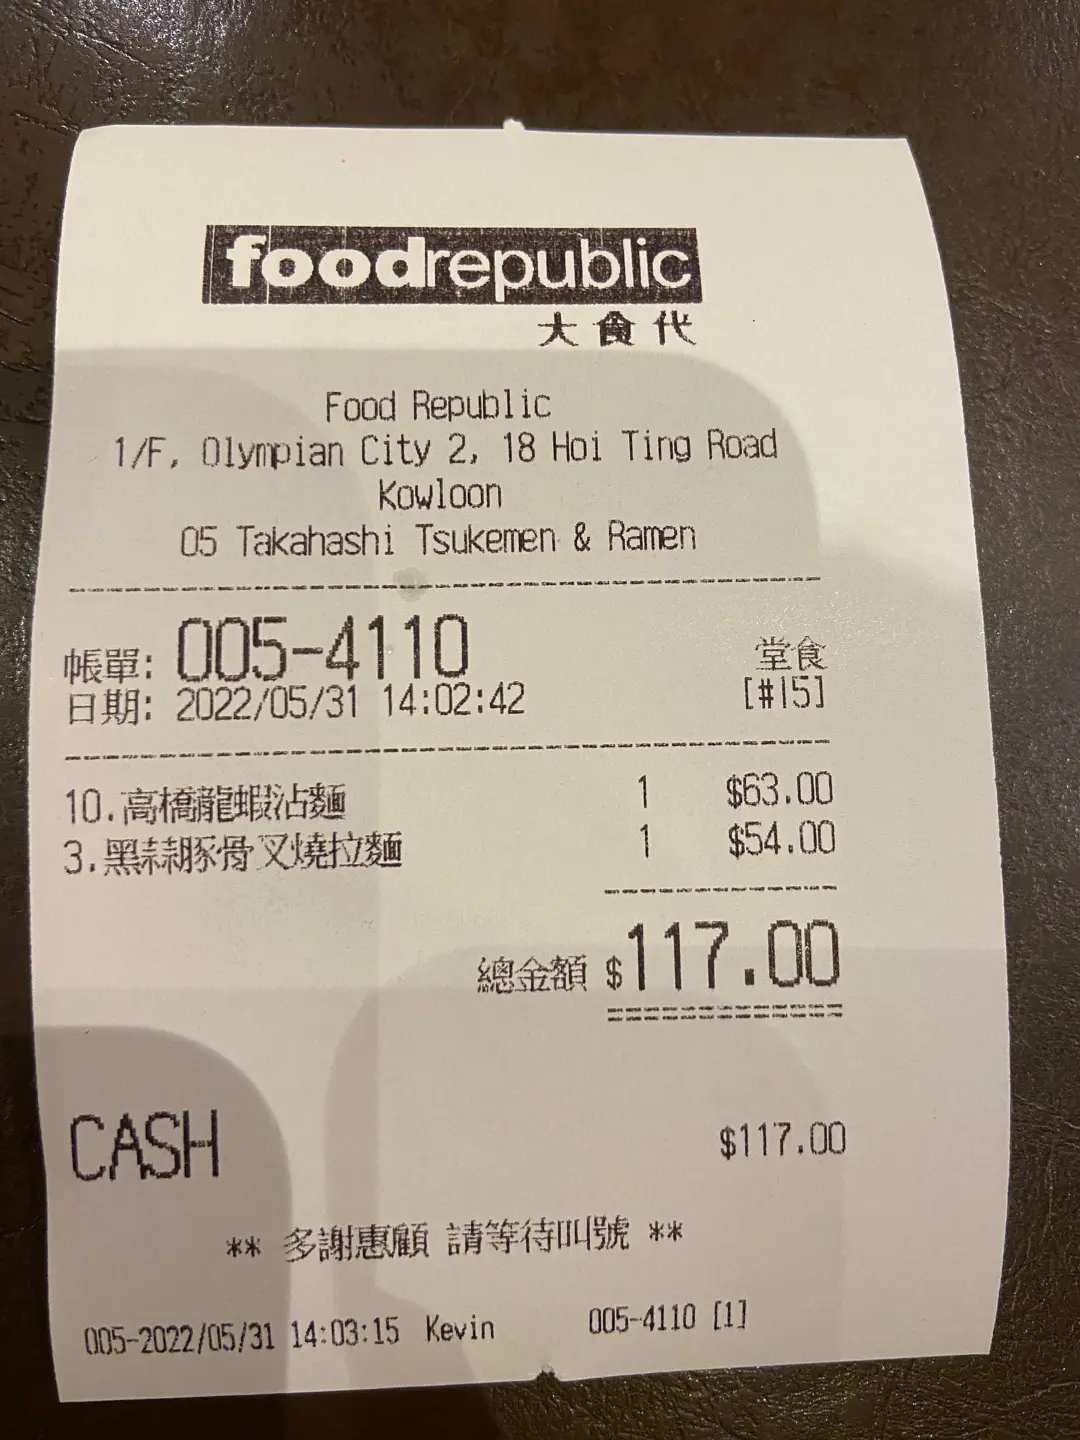 foodrepublic
大食代
Food Republic
1/F, Olympian City 2, 18 Hoi Ting Road
Kowloon
05 Takahashi Tsukemen & Ramen
帳單: 005-4110 堂食
日期: 2022/05/31 14:02:42 [#15]
10.高橋龍蝦沾麵 1 $63.00
3.黑蒜豚骨叉燒拉麵 1 $54.00
總金額 $117.00
CASH $117.00
** 多謝惠顧 請等待叫號 **
005-2022/05/31 14:03:15 Kevin 005-4110 [1]